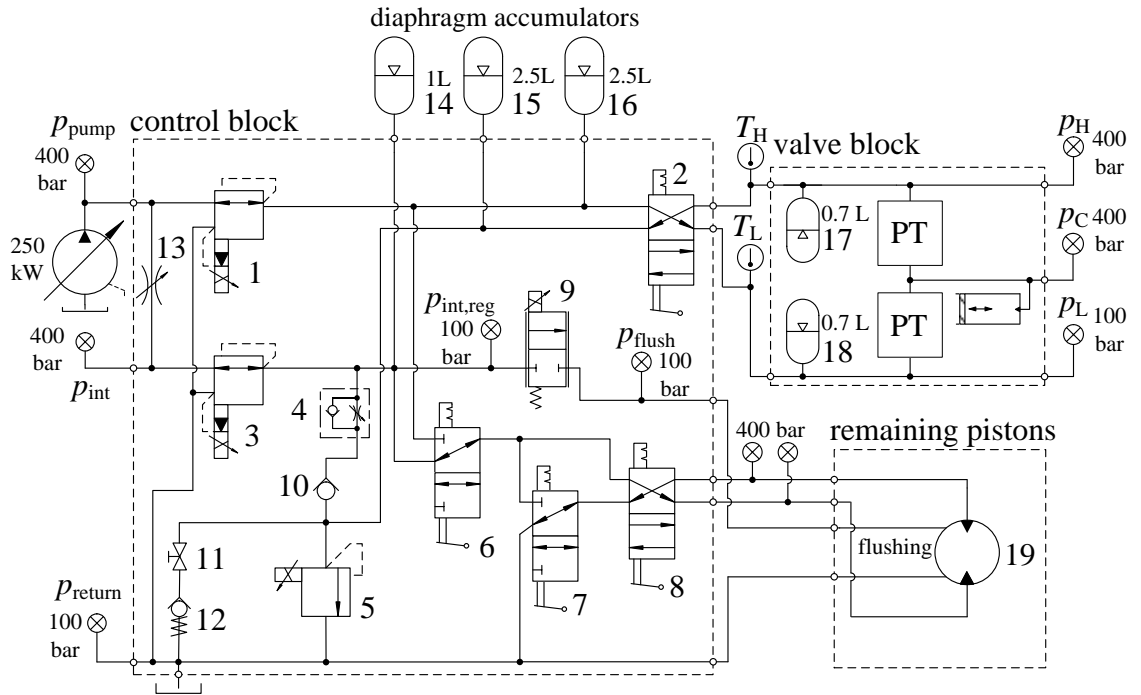 diaphragm accumulators
1L
14
2.5L
15
2.5L
16
p_pump
400
bar
control block
T_H
valve block
p_H
400
bar
2
0.7 L
17
PT
p_C
400
bar
250
kW
13
1
T_L
9
p_int,reg
100
bar
p_flush
100
bar
0.7 L
18
PT
p_L
100
bar
400
bar
p_int
3
4
400 bar
remaining pistons
10
6
7
8
flushing
19
11
12
5
p_return
100
bar